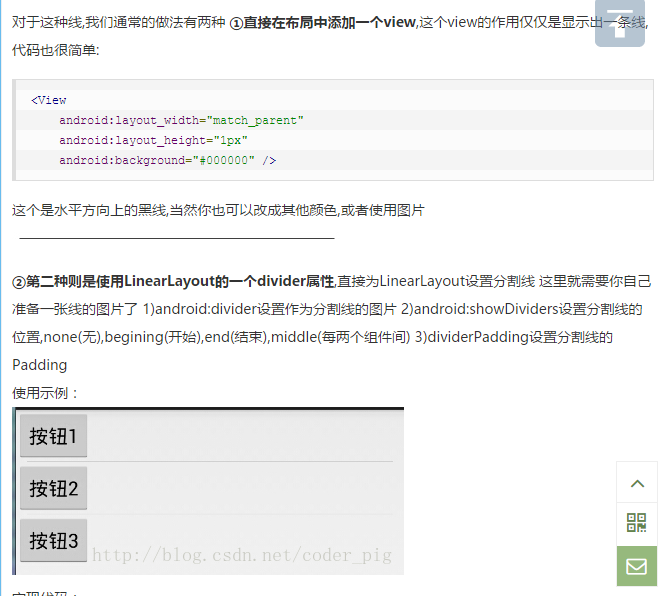 对于这种线,我们通常的做法有两种 ①直接在布局中添加一个view,这个view的作用仅仅是显示出一条线,
代码也很简单:
<View
android:layout_width="match_parent"
android:layout_height="1px"
android:background="#000000" />
这个是水平方向上的黑线,当然你也可以改成其他颜色,或者使用图片
②第二种则是使用LinearLayout的一个divider属性,直接为LinearLayout设置分割线 这里就需要你自己
准备一张线的图片了 1)android:divider设置作为分割线的图片 2)android:showDividers设置分割线的
位置,none(无),begining(开始),end(结束),middle(每两个组件间) 3)dividerPadding设置分割线的
Padding
使用示例：
按钮1
按钮2
按钮3
http://blog.csdn.net/coder_pig